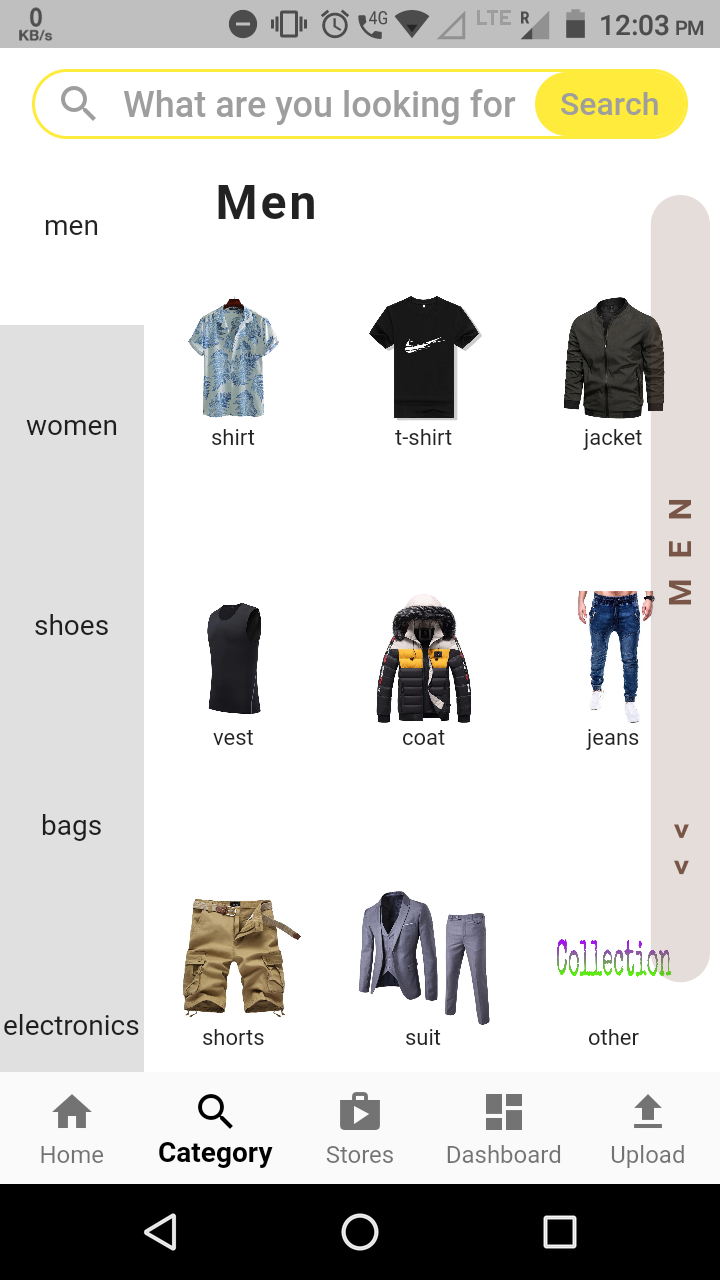 0
KB/s
4G
LTE
R
12:03 PM
What are you looking for
Search
men
women
shoes
bags
electronics
Men
shirt
t-shirt
jacket
vest
coat
jeans
Collection
shorts
suit
other
MEN
<<
Home
Category
Stores
Dashboard
Upload